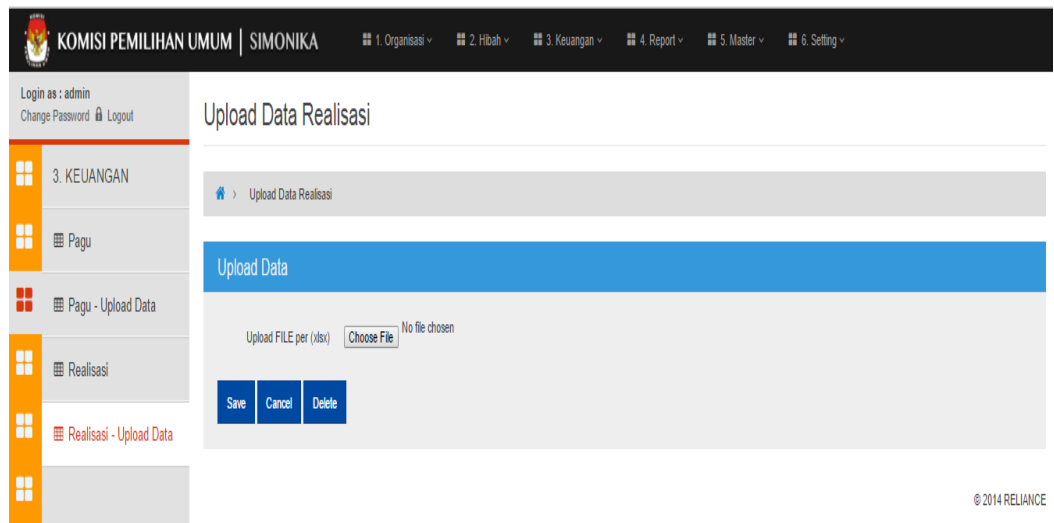 KOMISI
KOMISI PEMILIHAN UMUM | SIMONIKA
1. Organisasi
2. Hibah
3. Keuangan
4. Report
5. Master
6. Setting
Login as : admin
Change Password Logout
3. KEUANGAN
Pagu
Pagu - Upload Data
Realisasi
Realisasi - Upload Data
Upload Data Realisasi
> Upload Data Realisasi
Upload Data
Upload FILE per (xlsx) Choose File No file chosen
Save Cancel Delete
© 2014 RELIANCE